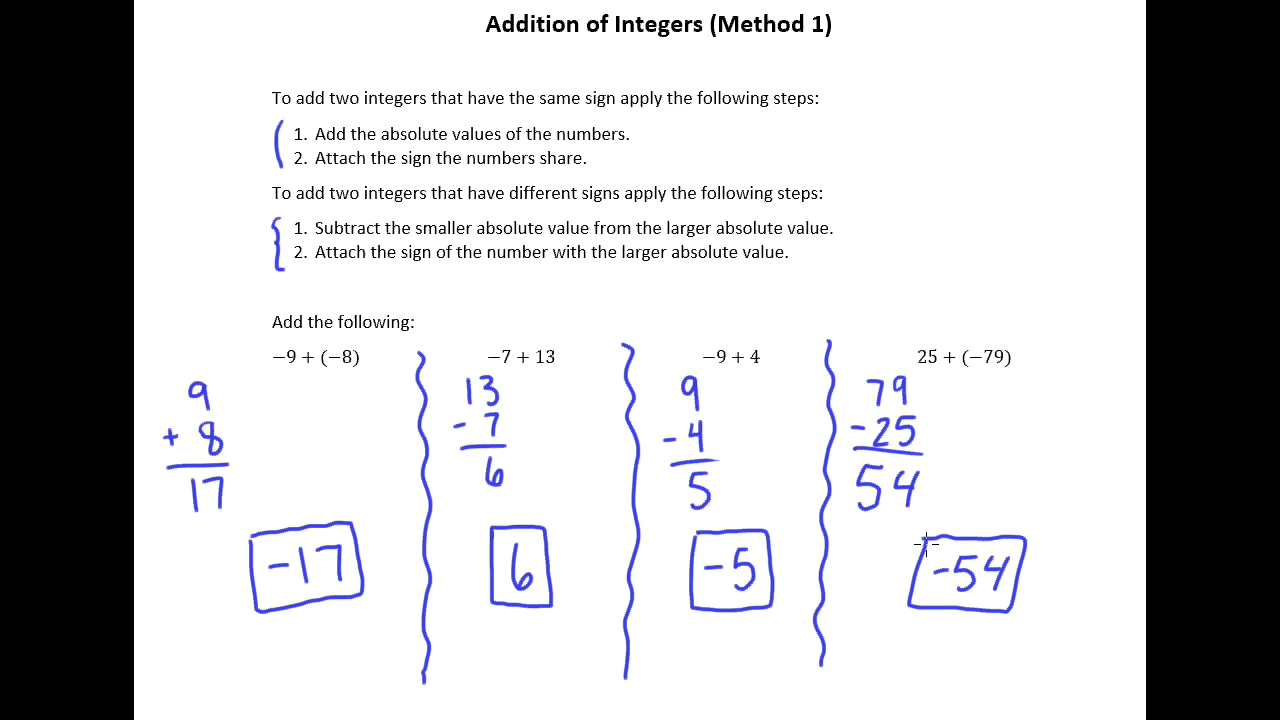 Addition of Integers (Method 1)
To add two integers that have the same sign apply the following steps:
1. Add the absolute values of the numbers.
2. Attach the sign the numbers share.
To add two integers that have different signs apply the following steps:
1. Subtract the smaller absolute value from the larger absolute value.
2. Attach the sign of the number with the larger absolute value.
Add the following:
−9 + (−8)
9
+ 8
17
-17
−7 + 13
13
- 7
6
6
−9 + 4
9
- 4
5
-5
25 + (−79)
79
-25
54
-54